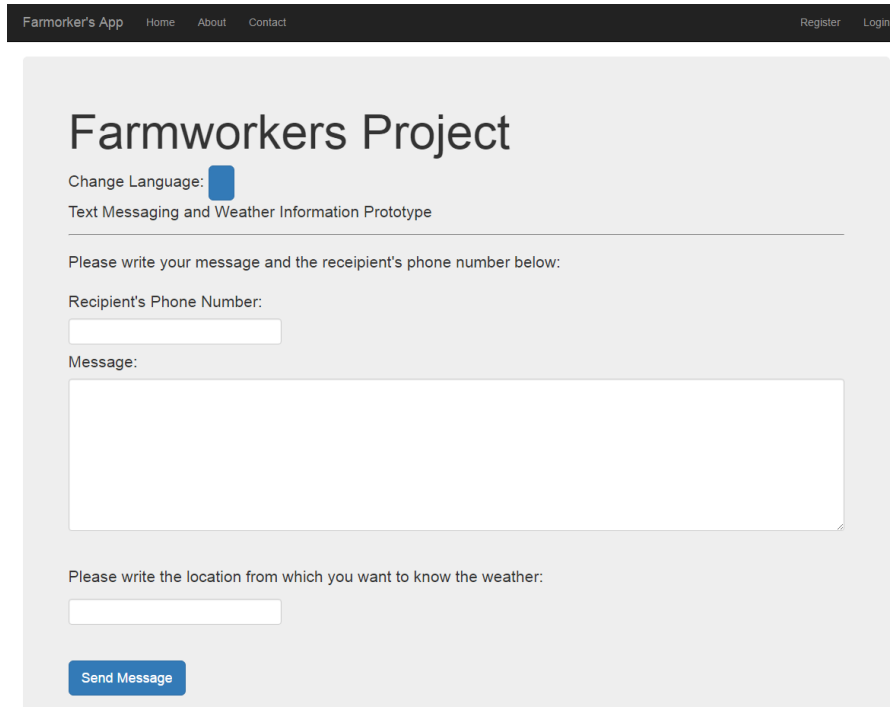 Farmorker's App Home About Contact Register Login
Farmworkers Project
Change Language:
Text Messaging and Weather Information Prototype
Please write your message and the receipient's phone number below:
Recipient's Phone Number:
Message:
Please write the location from which you want to know the weather:
Send Message